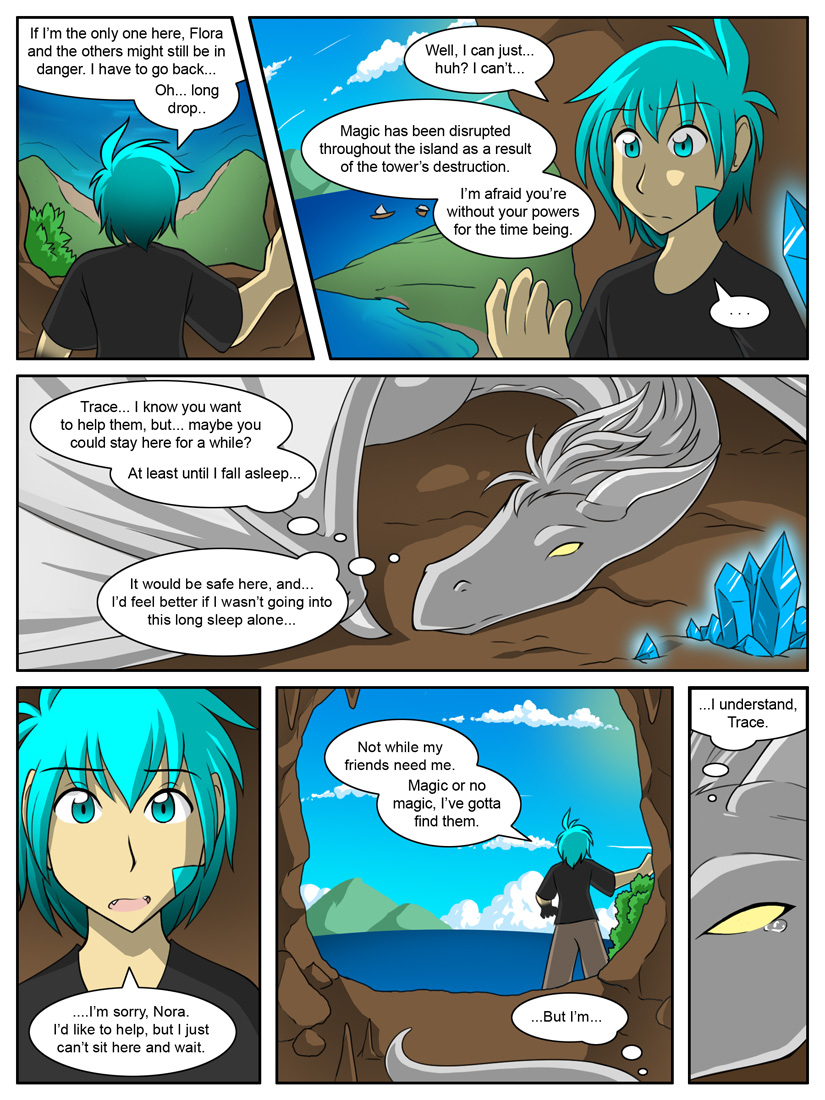 If I'm the only one here, Flora
and the others might still be in
danger. I have to go back...
Oh... long
drop..
Well, I can just...
huh? I can't...
Magic has been disrupted
throughout the island as a result
of the tower's destruction.
I'm afraid you're
without your powers
for the time being.
. . .
Trace... I know you want
to help them, but... maybe you
could stay here for a while?
At least until I fall asleep...
It would be safe here, and...
I'd feel better if I wasn't going into
this long sleep alone...
....I'm sorry, Nora.
I'd like to help, but I just
can't sit here and wait.
Not while my
friends need me.
Magic or no
magic, I've gotta
find them.
...But I'm...
...I understand,
Trace.